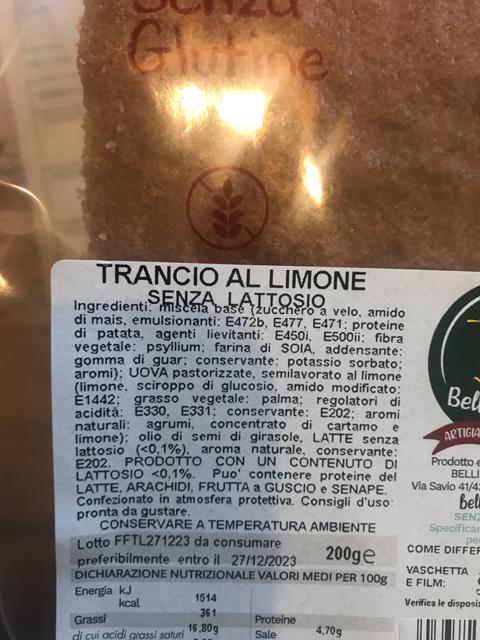 Senza
Glutine
TRANCIO AL LIMONE
SENZA LATTOSIO
Ingredienti: miscela base (zucchero a velo, amido
di mais, emulsionanti: E472b, E477, E471; proteine
di patata, agenti lievitanti: E450i, E500ii; fibra
vegetale: psyllium; farina di SOIA, addensante:
gomma di guar; conservante: potassio sorbato;
aromi); UOVA pastorizzate, semilavorato al limone
(limone, sciroppo di glucosio, amido modificato:
E1442; grasso vegetale: palma; regolatori di
acidità: E330, E331; conservante: E202; aromi
naturali: agrumi, concentrato di cartamo e
limone); olio di semi di girasole, LATTE senza
lattosio (<0,1%), aroma naturale, conservante:
E202. PRODOTTO CON UN CONTENUTO DI
LATTOSIO <0,1%. Puo' contenere proteine del
LATTE, ARACHIDI, FRUTTA a GUSCIO e SENAPE.
Confezionato in atmosfera protettiva. Consigli d'uso:
pronta da gustare.
CONSERVARE A TEMPERATURA AMBIENTE
Lotto FFTL271223 da consumare
preferibilmente entro il 27/12/2023 200g e
DICHIARAZIONE NUTRIZIONALE VALORI MEDI PER 100g
Energia kJ 1514
kcal 361
Grassi 16,80g
di cui acidi grassi saturi
Proteine 4,70g
Sale
Bell
ARTIGIA
Prodotto e
BELLI
Via Savio 41/43
bell
SENZ
Specificar
per
COME DIFFER
VASCHETTA
E FILM:
Verifica le disposiz